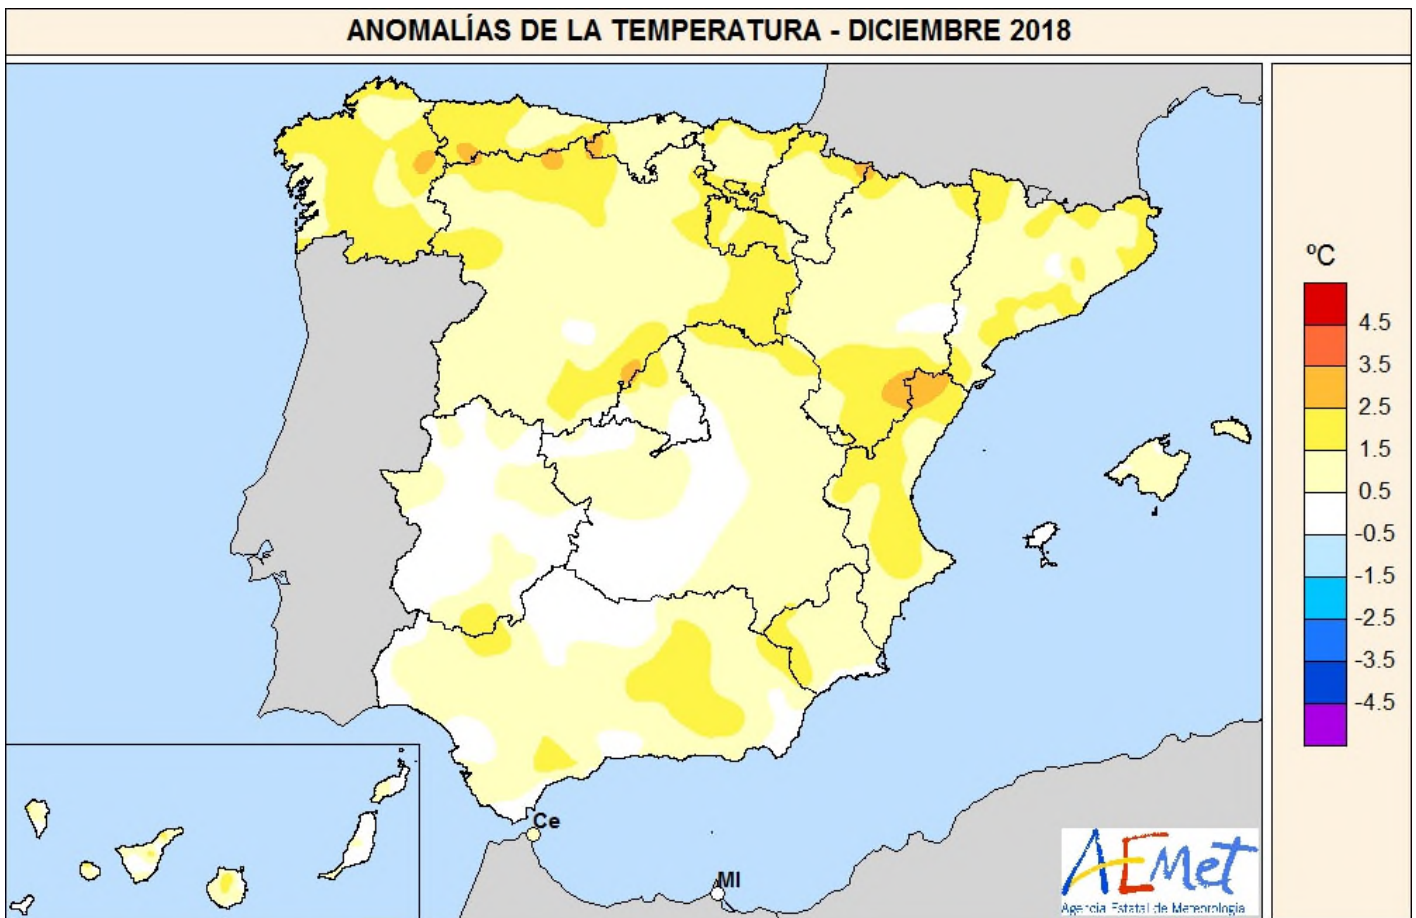 ANOMALÍAS DE LA TEMPERATURA - DICIEMBRE 2018
ºC
4.5
3.5
2.5
1.5
0.5
-0.5
-1.5
-2.5
-3.5
-4.5
Ce
Ml
AEMet
Agencia Estatal de Meteorología